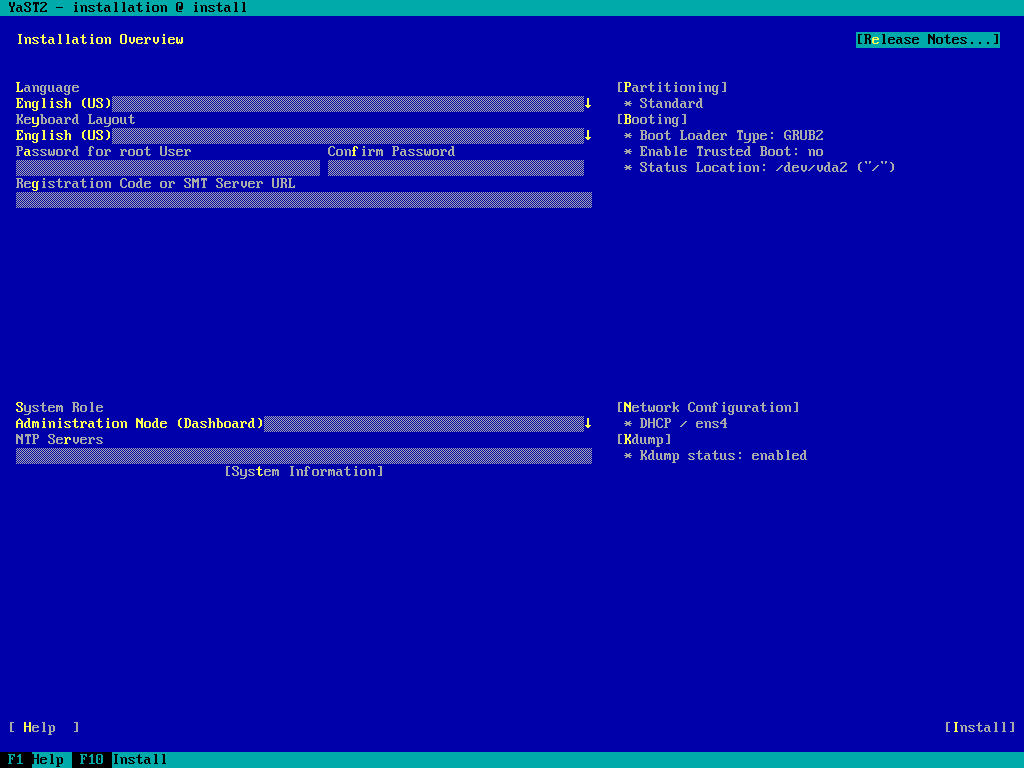 YaST2 - installation @ install
Installation Overview [Release Notes...]
Language
English (US)↓
Keyboard Layout
English (US)↓
Password for root User Confirm Password
Registration Code or SMT Server URL
[Partitioning]
* Standard
[Booting]
* Boot Loader Type: GRUB2
* Enable Trusted Boot: no
* Status Location: /dev/vda2 ("/")
System Role
Administration Node (Dashboard)↓
NTP Servers
[System Information]
[Network Configuration]
* DHCP / ens4
[Kdump]
* Kdump status: enabled
[ Help ] [Install]
F1 Help F10 Install